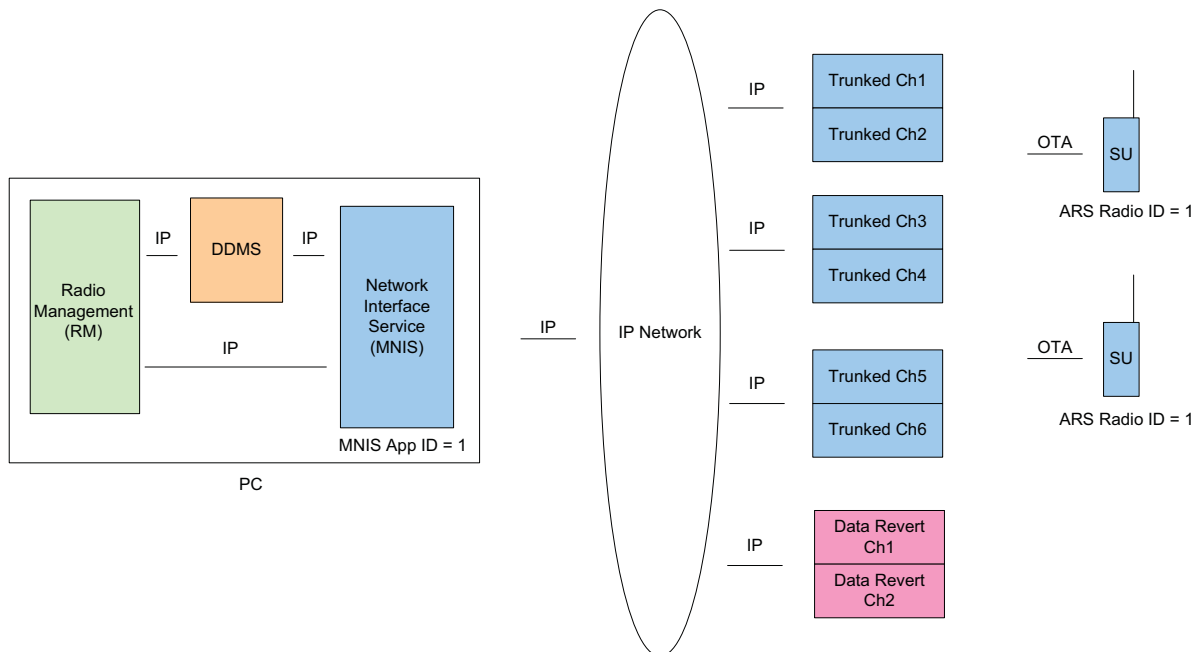 Radio
Management
(RM)
IP
DDMS
IP
IP
Network
Interface
Service
(MNIS)
MNIS App ID = 1
PC
IP
IP Network
IP
Trunked Ch1
Trunked Ch2
IP
Trunked Ch3
Trunked Ch4
IP
Trunked Ch5
Trunked Ch6
IP
Data Revert
Ch1
Data Revert
Ch2
OTA
SU
ARS Radio ID = 1
OTA
SU
ARS Radio ID = 1